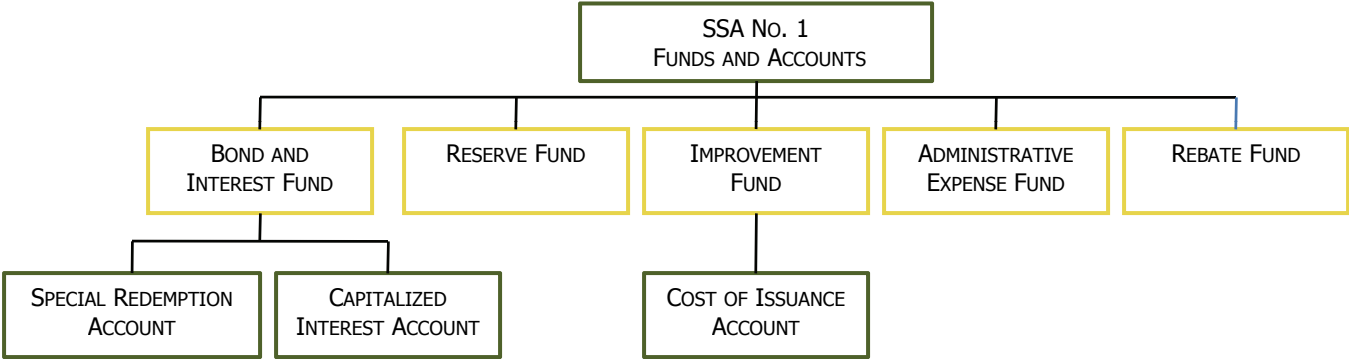 SSA No. 1
Funds and Accounts
Bond and
Interest Fund
Reserve Fund
Improvement
Fund
Administrative
Expense Fund
Rebate Fund
Special Redemption
Account
Capitalized
Interest Account
Cost of Issuance
Account